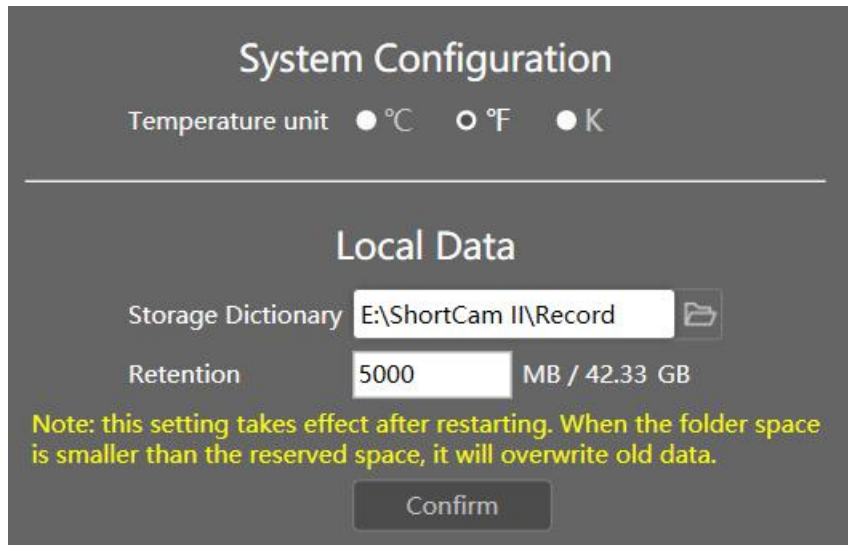 System Configuration
Temperature unit ℃ ℉ K
Local Data
Storage Dictionary E:\ShortCam II\Record
Retention 5000 MB / 42.33 GB
Note: this setting takes effect after restarting. When the folder space
is smaller than the reserved space, it will overwrite old data.
Confirm